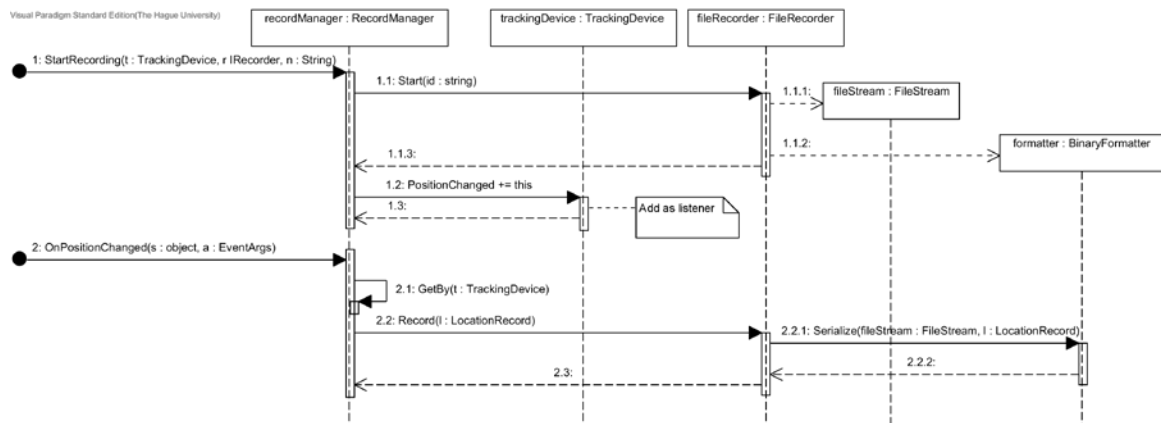 Visual Paradigm Standard Edition(The Hague University)
recordManager : RecordManager
trackingDevice : TrackingDevice
fileRecorder : FileRecorder
1: StartRecording(t : TrackingDevice, r IRecorder, n : String)
1.1: Start(id : string)
1.1.1:
fileStream : FileStream
1.1.2:
formatter : BinaryFormatter
1.1.3:
1.2: PositionChanged += this
1.3:
Add as listener
2: OnPositionChanged(s : object, a : EventArgs)
2.1: GetBy(t : TrackingDevice)
2.2: Record(l : LocationRecord)
2.2.1: Serialize(fileStream : FileStream, l : LocationRecord)
2.2.2:
2.3: